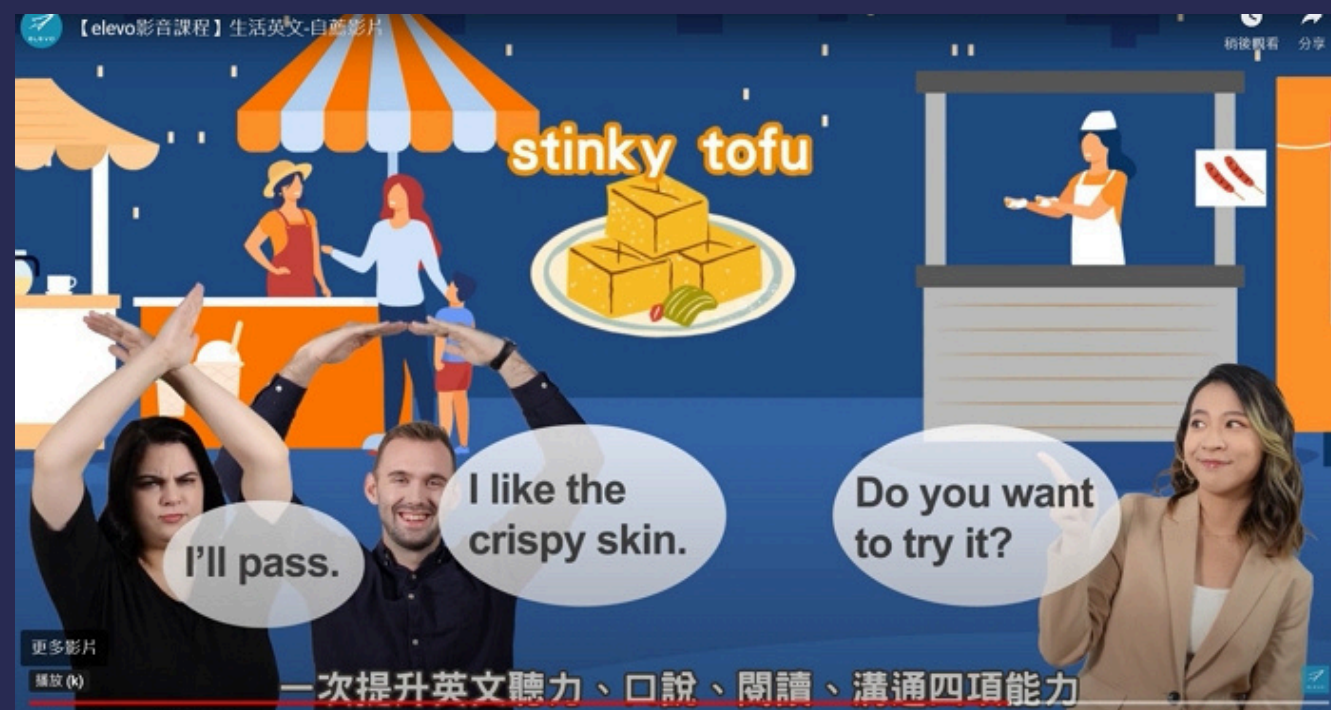 elevo
【elevo影音課程】生活英文-自薦影片
稍後觀看
分享
stinky tofu
I like the
crispy skin.
Do you want
to try it?
I'll pass.
更多影片
播放 (k)
一次提升英文聽力、口說、閱讀、溝通四項能力